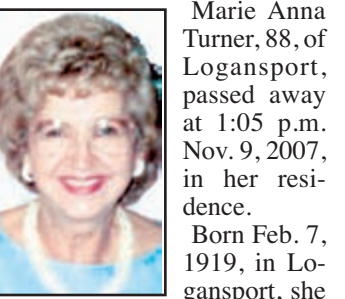 Marie Anna
Turner, 88, of
Logansport,
passed away
at 1:05 p.m.
Nov. 9, 2007,
in her resi-
dence.
Born Feb. 7,
1919, in Lo-
gansport, she